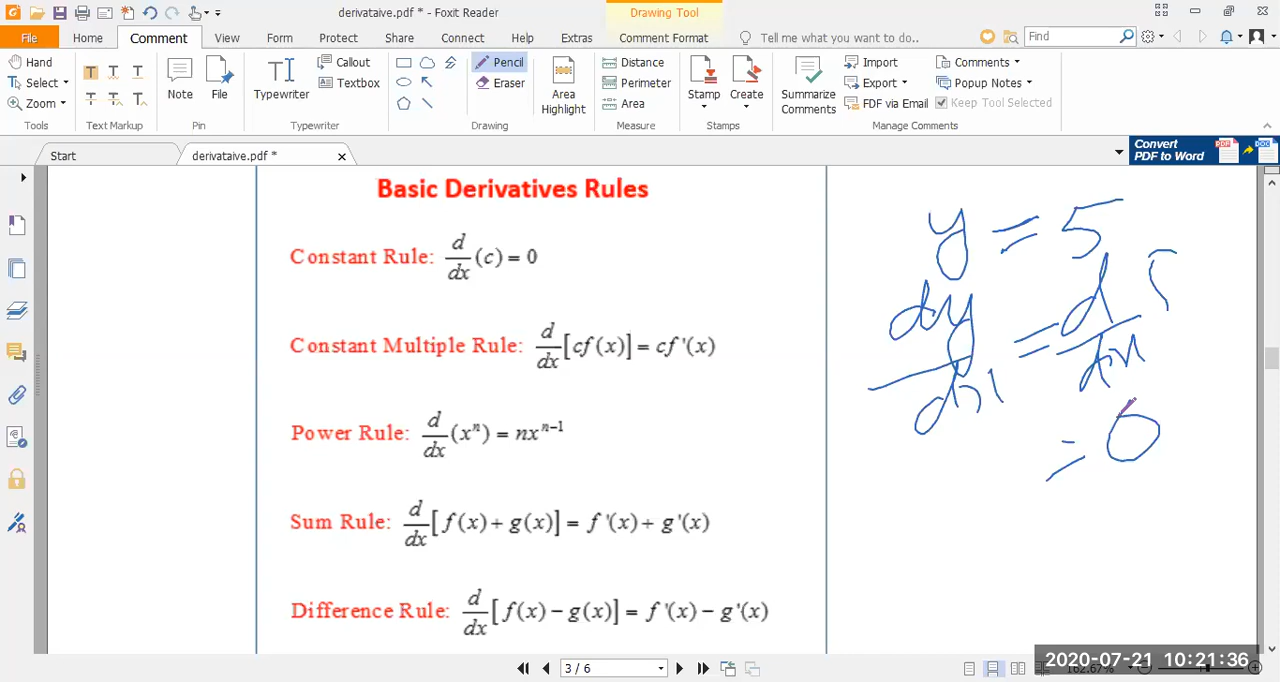 derivataive.pdf * - Foxit Reader
Drawing Tool
File Home Comment View Form Protect Share Connect Help Extras Comment Format Tell me what you want to do.. Find
Hand
Select
Zoom
Tools
Text Markup
Note
File
Pin
Typewriter
Callout
Textbox
Typewriter
Pencil
Eraser
Drawing
Area
Highlight
Distance
Perimeter
Area
Measure
Stamp
Create
Stamps
Summarize
Comments
Import
Export
FDF via Email
Comments
Popup Notes
Keep Tool Selected
Manage Comments
Start
derivataive.pdf *
Convert
PDF to Word
Basic Derivatives Rules
Constant Rule: d/dx (c) = 0
Constant Multiple Rule: d/dx [cf(x)] = cf'(x)
Power Rule: d/dx (xⁿ) = nxⁿ⁻¹
Sum Rule: d/dx [f(x) + g(x)] = f'(x) + g'(x)
Difference Rule: d/dx [f(x) − g(x)] = f'(x) − g'(x)
y = 5
dy/dx = d/dx 5
= 0
3 / 6
2020-07-21 10:21:36